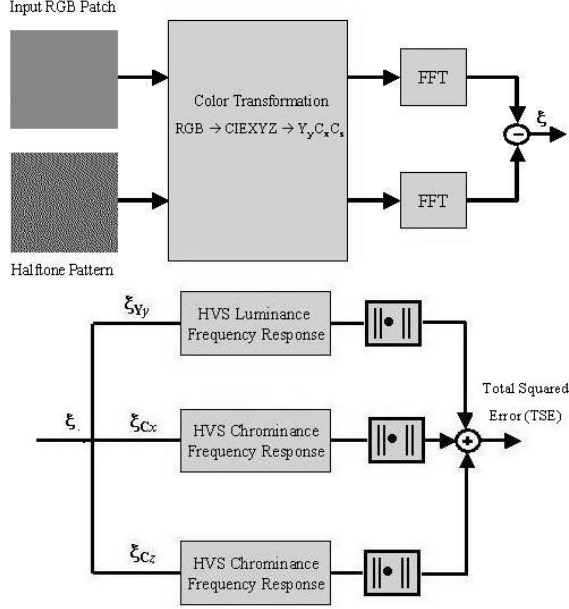 Input RGB Patch
Color Transformation
RGB → CIEXYZ → YyCxCz
FFT
FFT
−
ξ
Halftone Pattern
ξYy
HVS Luminance
Frequency Response
||•||
Total Squared
Error (TSE)
ξ
ξCx
HVS Chrominance
Frequency Response
||•||
+
ξCz
HVS Chrominance
Frequency Response
||•||